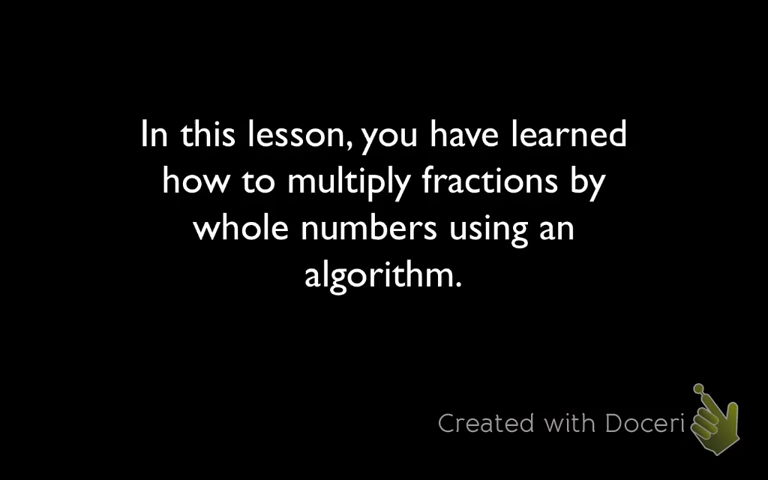 In this lesson, you have learned
how to multiply fractions by
whole numbers using an
algorithm.
Created with Doceri